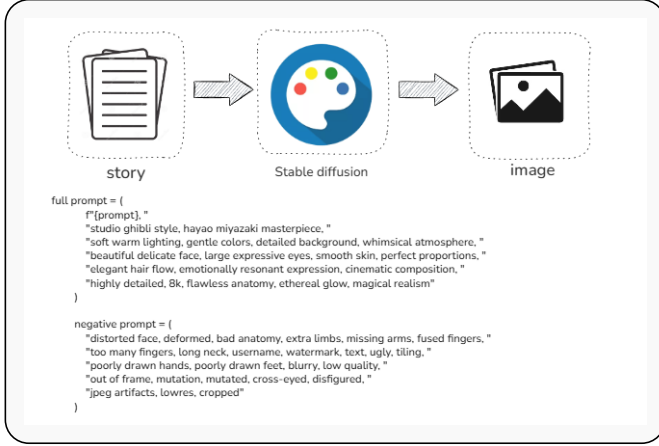 story
Stable diffusion
image
full prompt = (
f"{prompt}, "
"studio ghibli style, hayao miyazaki masterpiece, "
"soft warm lighting, gentle colors, detailed background, whimsical atmosphere, "
"beautiful delicate face, large expressive eyes, smooth skin, perfect proportions, "
"elegant hair flow, emotionally resonant expression, cinematic composition, "
"highly detailed, 8k, flawless anatomy, ethereal glow, magical realism"
)
negative prompt = (
"distorted face, deformed, bad anatomy, extra limbs, missing arms, fused fingers, "
"too many fingers, long neck, username, watermark, text, ugly, tiling, "
"poorly drawn hands, poorly drawn feet, blurry, low quality, "
"out of frame, mutation, mutated, cross-eyed, disfigured, "
"jpeg artifacts, lowres, cropped"
)